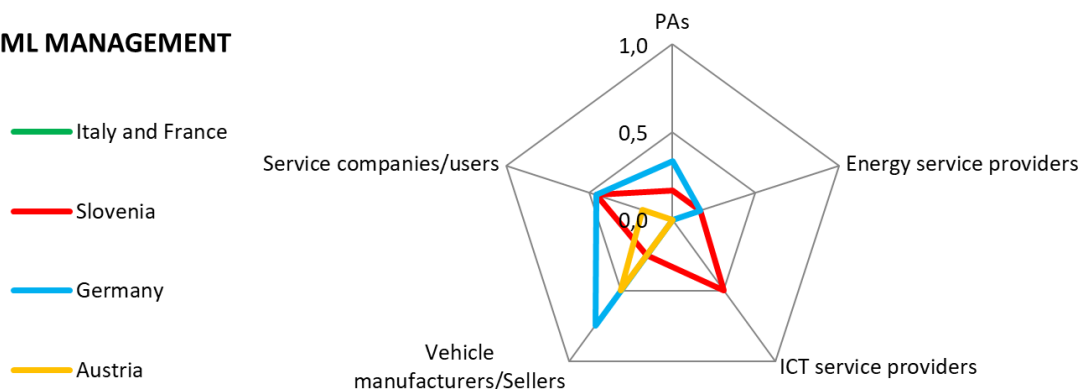 ML MANAGEMENT
Italy and France
Slovenia
Germany
Austria
PAs
1,0
0,5
0,0
Energy service providers
ICT service providers
Vehicle
manufacturers/Sellers
Service companies/users